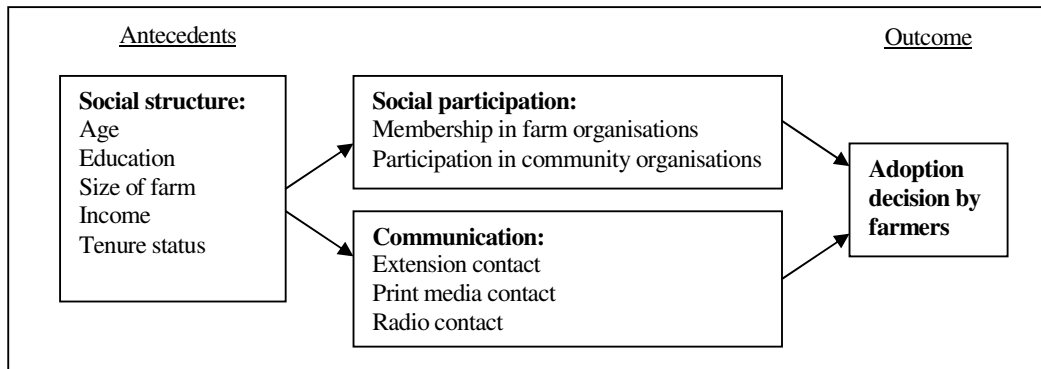 Antecedents
Outcome
Social structure:
Age
Education
Size of farm
Income
Tenure status
Social participation:
Membership in farm organisations
Participation in community organisations
Communication:
Extension contact
Print media contact
Radio contact
Adoption
decision by
farmers